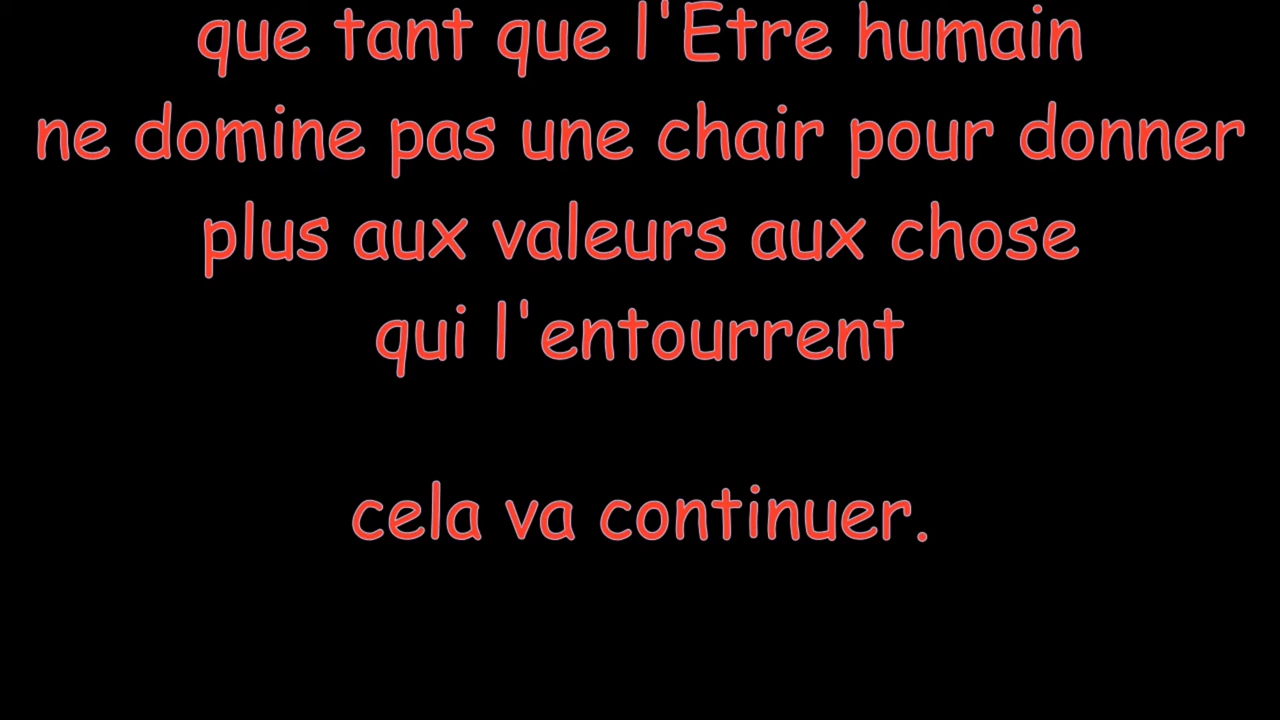 que tant que l'Etre humain
ne domine pas une chair pour donner
plus aux valeurs aux chose
qui l'entourrent
cela va continuer.